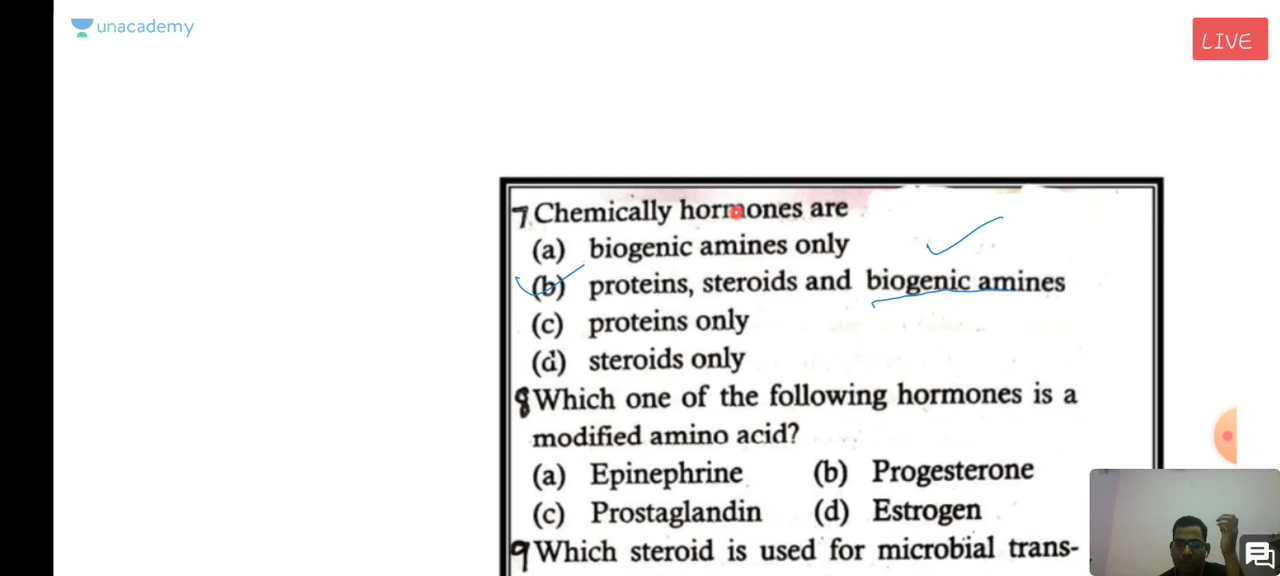 unacademy
LIVE
7 Chemically hormones are
(a) biogenic amines only
(b) proteins, steroids and biogenic amines
(c) proteins only
(d) steroids only
8 Which one of the following hormones is a
modified amino acid?
(a) Epinephrine (b) Progesterone
(c) Prostaglandin (d) Estrogen
9 Which steroid is used for microbial trans-